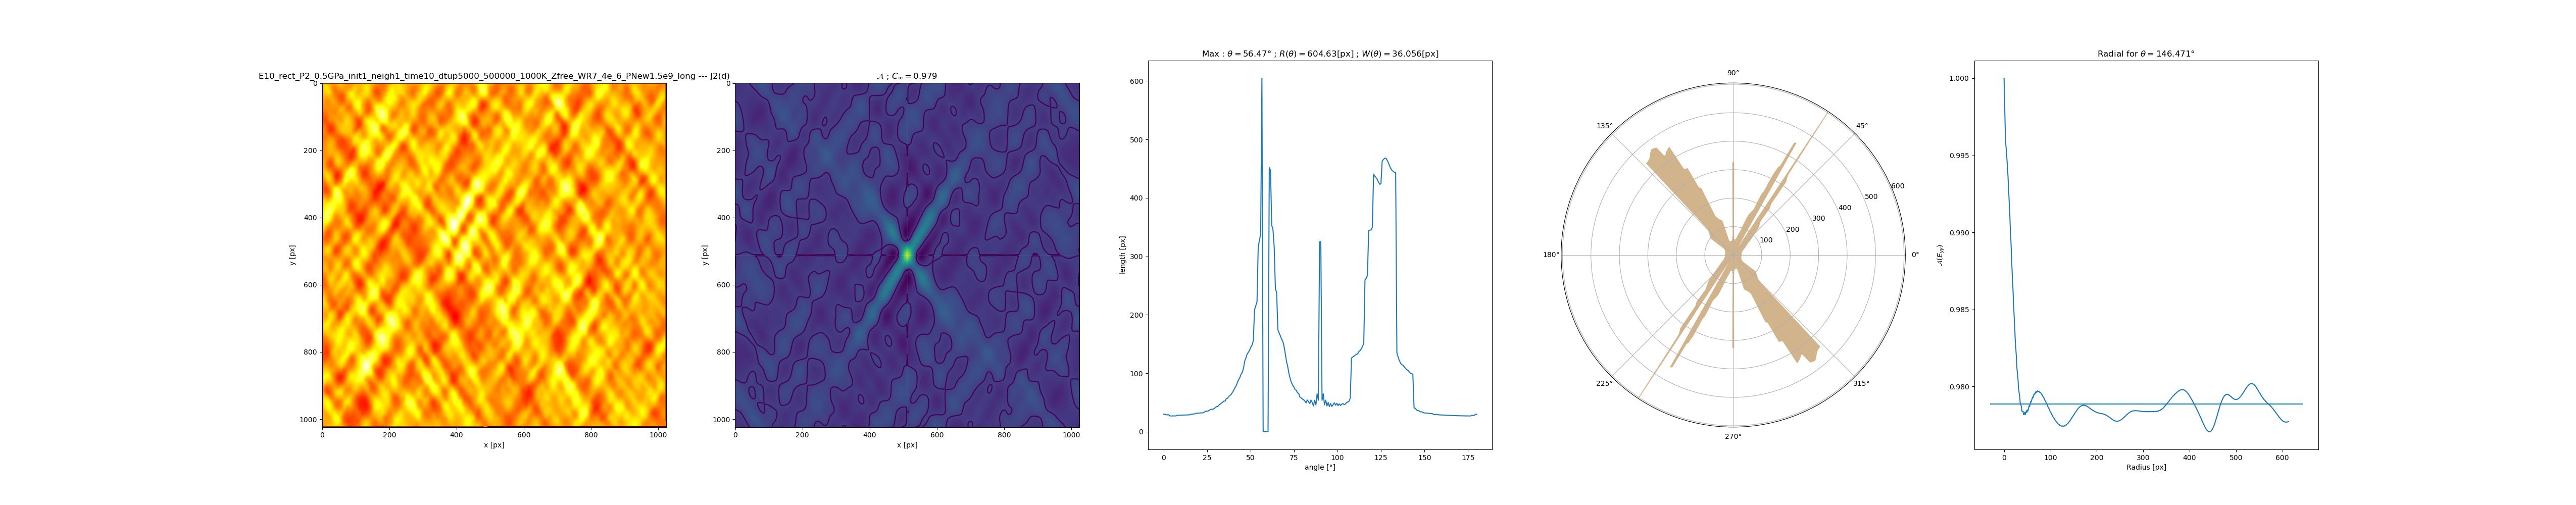 E10_rect_P2_0.5GPa_init1_neigh1_time10_dtup5000_500000_1000K_Zfree_WR7_4e_6_PNew1.5e9_long --- J2(d)
0
200
400
600
800
1000
y [px]
0 200 400 600 800 1000
x [px]
𝒜 ; C∞ = 0.979
0
200
400
600
800
1000
y [px]
0 200 400 600 800 1000
x [px]
Max : θ = 56.47° ; R(θ) = 604.63[px] ; W(θ) = 36.056[px]
600
500
400
300
200
100
0
length [px]
0 25 50 75 100 125 150 175
angle [°]
90°
135° 45°
600
500
400
300
200
100
180° 0°
225° 315°
270°
Radial for θ = 146.471°
1.000
0.995
0.990
0.985
0.980
𝒜(Eyy)
0 100 200 300 400 500 600
Radius [px]